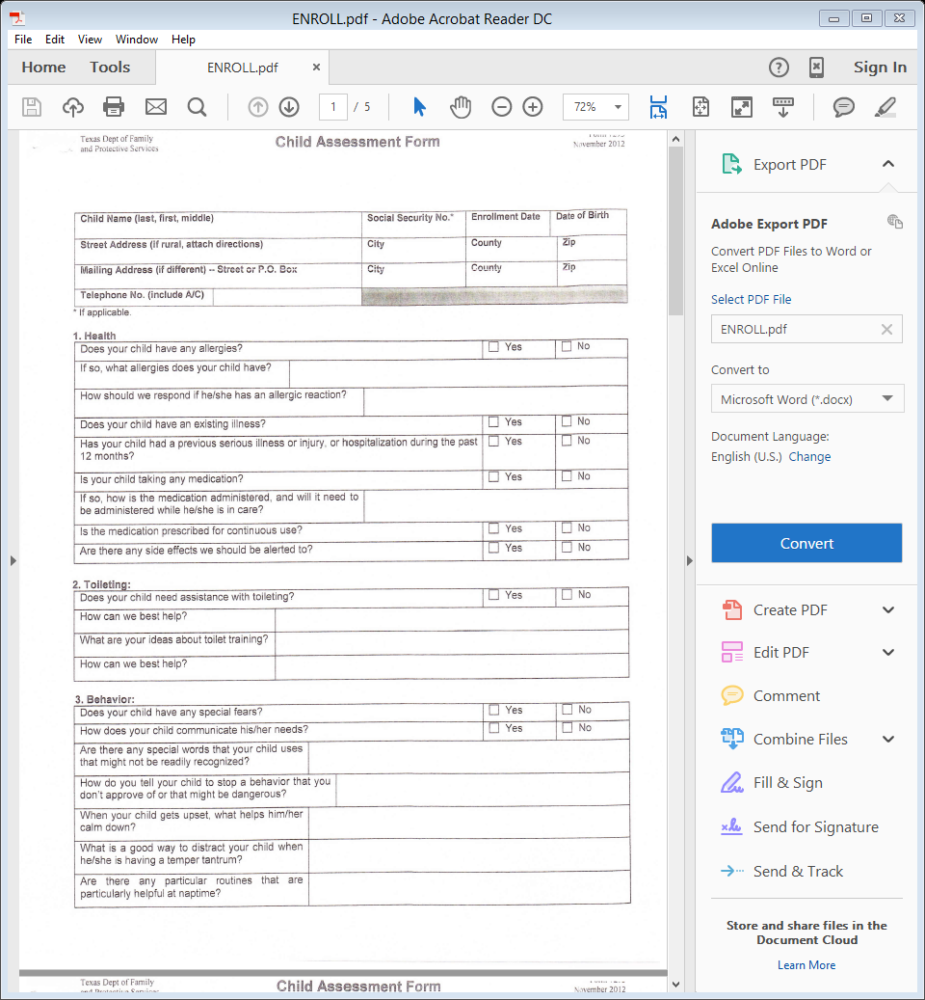 ENROLL.pdf - Adobe Acrobat Reader DC
File Edit View Window Help
Home Tools ENROLL.pdf × Sign In
1 / 5 72%
Texas Dept of Family
and Protective Services
Child Assessment Form
November 2012
Child Name (last, first, middle) Social Security No.* Enrollment Date Date of Birth
Street Address (if rural, attach directions) City County Zip
Mailing Address (if different) -- Street or P.O. Box City County Zip
Telephone No. (include A/C)
* If applicable.
1. Health
Does your child have any allergies? Yes No
If so, what allergies does your child have?
How should we respond if he/she has an allergic reaction?
Does your child have an existing illness? Yes No
Has your child had a previous serious illness or injury, or hospitalization during the past Yes No
12 months?
Is your child taking any medication? Yes No
If so, how is the medication administered, and will it need to
be administered while he/she is in care?
Is the medication prescribed for continuous use? Yes No
Are there any side effects we should be alerted to? Yes No
2. Toileting:
Does your child need assistance with toileting? Yes No
How can we best help?
What are your ideas about toilet training?
How can we best help?
3. Behavior:
Does your child have any special fears? Yes No
How does your child communicate his/her needs? Yes No
Are there any special words that your child uses
that might not be readily recognized?
How do you tell your child to stop a behavior that you
don't approve of or that might be dangerous?
When your child gets upset, what helps him/her
calm down?
What is a good way to distract your child when
he/she is having a temper tantrum?
Are there any particular routines that are
particularly helpful at naptime?
Texas Dept of Family
and Protective Services
Child Assessment Form
November 2012
Export PDF
Adobe Export PDF
Convert PDF Files to Word or
Excel Online
Select PDF File
ENROLL.pdf
Convert to
Microsoft Word (*.docx)
Document Language:
English (U.S.) Change
Convert
Create PDF
Edit PDF
Comment
Combine Files
Fill & Sign
Send for Signature
Send & Track
Store and share files in the
Document Cloud
Learn More